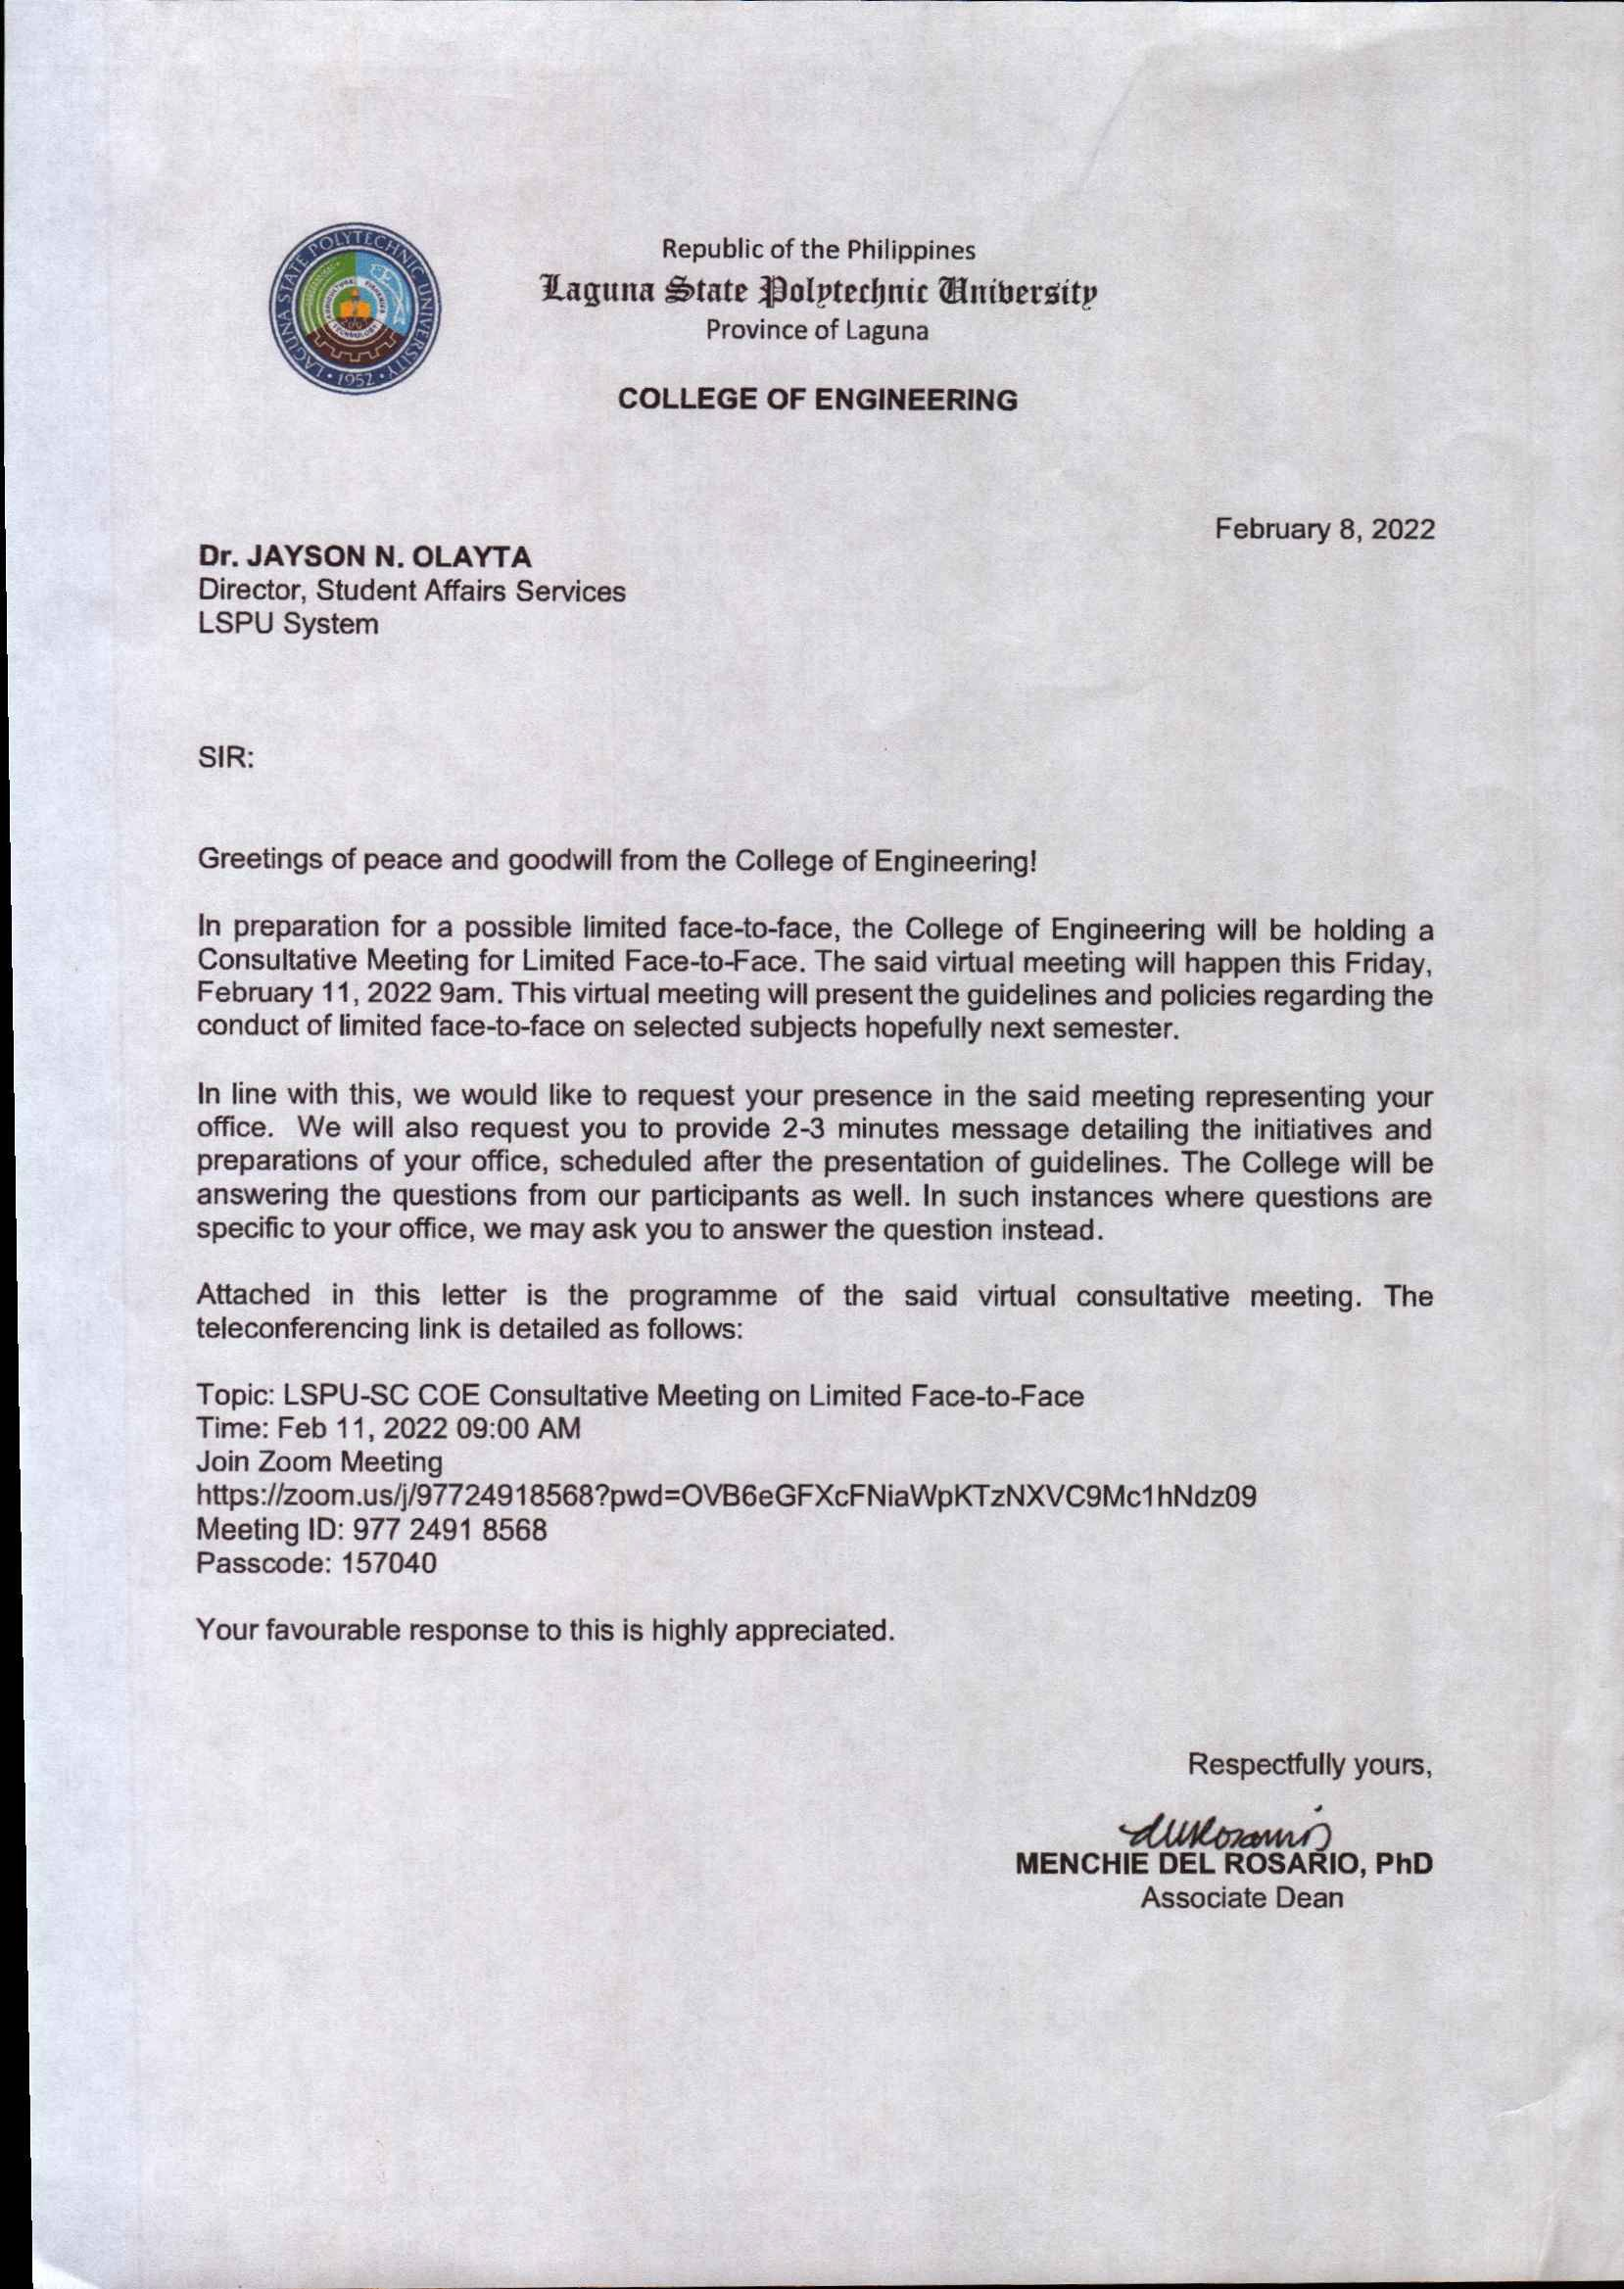 LAGUNA STATE POLYTECHNIC UNIVERSITY
• 1952 •
Republic of the Philippines
Laguna State Polytechnic University
Province of Laguna
COLLEGE OF ENGINEERING
February 8, 2022
Dr. JAYSON N. OLAYTA
Director, Student Affairs Services
LSPU System
SIR:
Greetings of peace and goodwill from the College of Engineering!
In preparation for a possible limited face-to-face, the College of Engineering will be holding a
Consultative Meeting for Limited Face-to-Face. The said virtual meeting will happen this Friday,
February 11, 2022 9am. This virtual meeting will present the guidelines and policies regarding the
conduct of limited face-to-face on selected subjects hopefully next semester.
In line with this, we would like to request your presence in the said meeting representing your
office.  We will also request you to provide 2-3 minutes message detailing the initiatives and
preparations of your office, scheduled after the presentation of guidelines. The College will be
answering the questions from our participants as well. In such instances where questions are
specific to your office, we may ask you to answer the question instead.
Attached in this letter is the programme of the said virtual consultative meeting. The
teleconferencing link is detailed as follows:
Topic: LSPU-SC COE Consultative Meeting on Limited Face-to-Face
Time: Feb 11, 2022 09:00 AM
Join Zoom Meeting
https://zoom.us/j/97724918568?pwd=OVB6eGFXcFNiaWpKTzNXVC9Mc1hNdz09
Meeting ID: 977 2491 8568
Passcode: 157040
Your favourable response to this is highly appreciated.
Respectfully yours,
MENCHIE DEL ROSARIO, PhD
Associate Dean